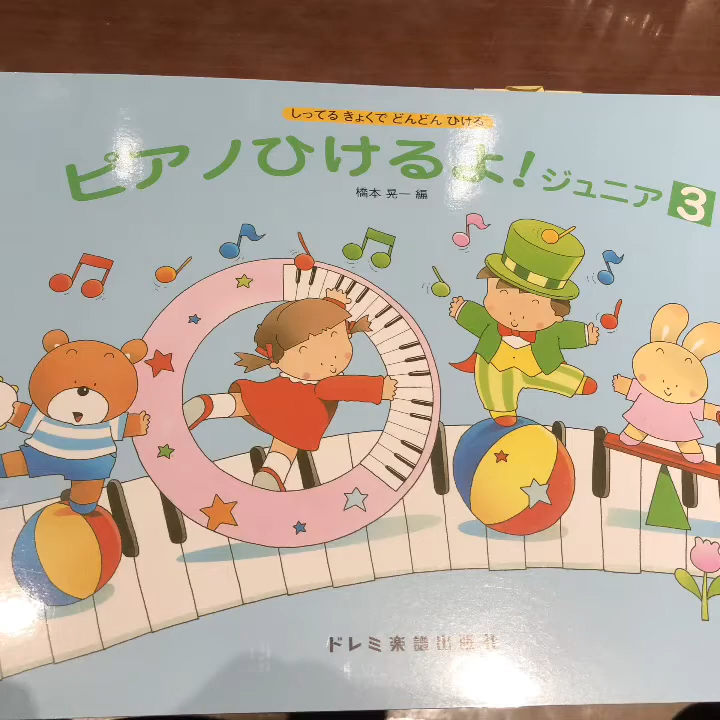 しってる きょくで どんどん ひける
ピアノひけるよ! ジュニア 3
橋本 晃一 編
ドレミ楽譜出版社